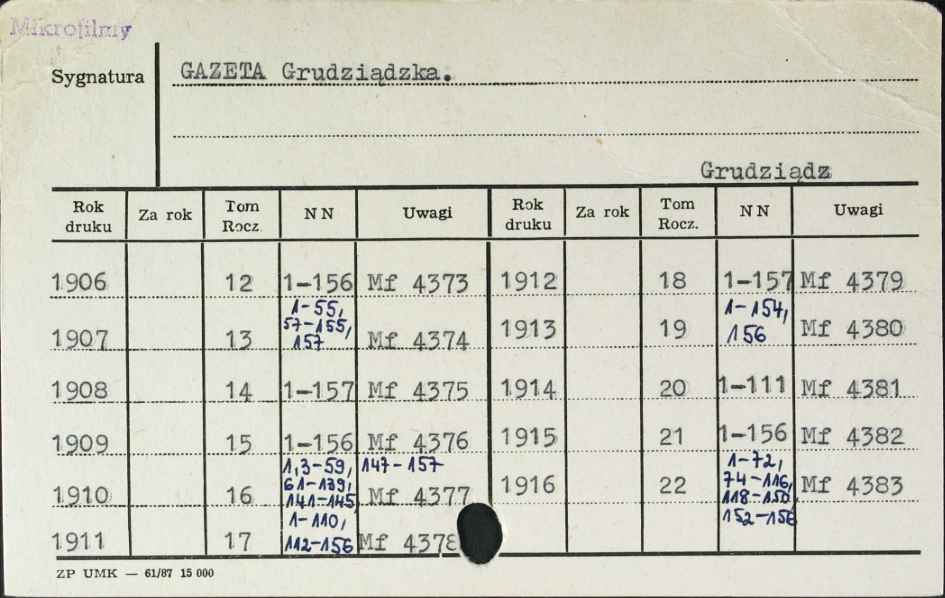 Mikrofilmy
Sygnatura GAZETA Grudziądzka.
Grudziądz
Rok druku Za rok Tom Rocz. NN Uwagi Rok druku Za rok Tom Rocz. NN Uwagi
1906 12 1-156 Mf 4373 1912 18 1-157 Mf 4379
1907 13 1-55, 57-155, 157 Mf 4374 1913 19 1-154, 156 Mf 4380
1908 14 1-157 Mf 4375 1914 20 1-111 Mf 4381
1909 15 1-156 Mf 4376 1915 21 1-156 Mf 4382
1910 16 1,3-59, 61-139, 141-145 147-157 Mf 4377 1916 22 1-72, 74-116, 118-150 152-156 Mf 4383
1911 17 1-110, 112-156 Mf 4378
ZP UMK — 61/87 15 000